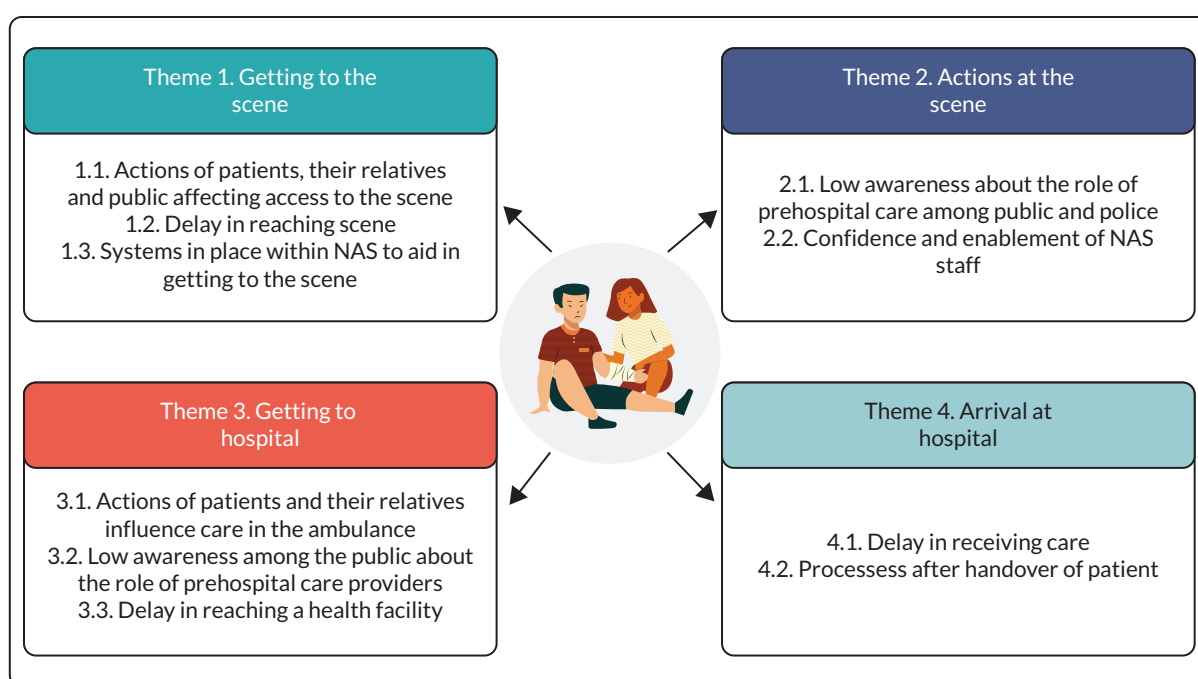 Theme 1. Getting to the
scene
1.1. Actions of patients, their relatives
and public affecting access to the scene
1.2. Delay in reaching scene
1.3. Systems in place within NAS to aid in
getting to the scene
Theme 2. Actions at the
scene
2.1. Low awareness about the role of
prehospital care among public and police
2.2. Confidence and enablement of NAS
staff
Theme 3. Getting to
hospital
3.1. Actions of patients and their relatives
influence care in the ambulance
3.2. Low awareness among the public about
the role of prehospital care providers
3.3. Delay in reaching a health facility
Theme 4. Arrival at
hospital
4.1. Delay in receiving care
4.2. Processess after handover of patient